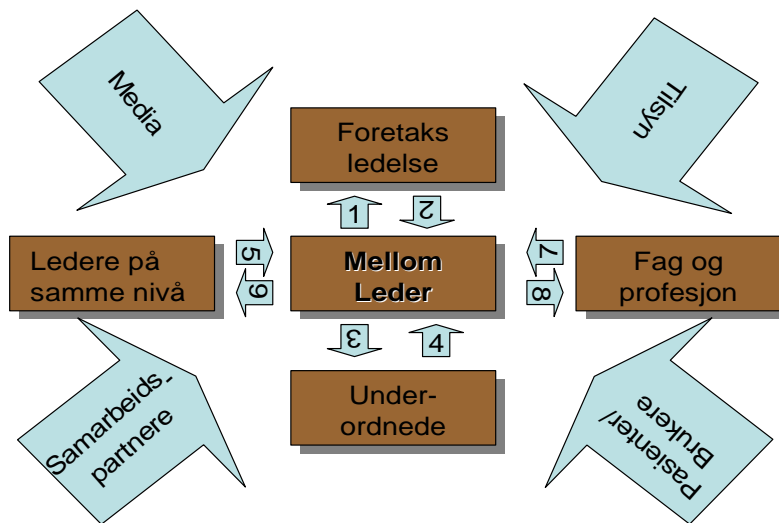 Media
Tilsyn
Foretaks
ledelse
1
2
Ledere på
samme nivå
5
6
Mellom
Leder
7
8
Fag og
profesjon
3
4
Under-
ordnede
Samarbeids-
partnere
Pasienter/
Brukere